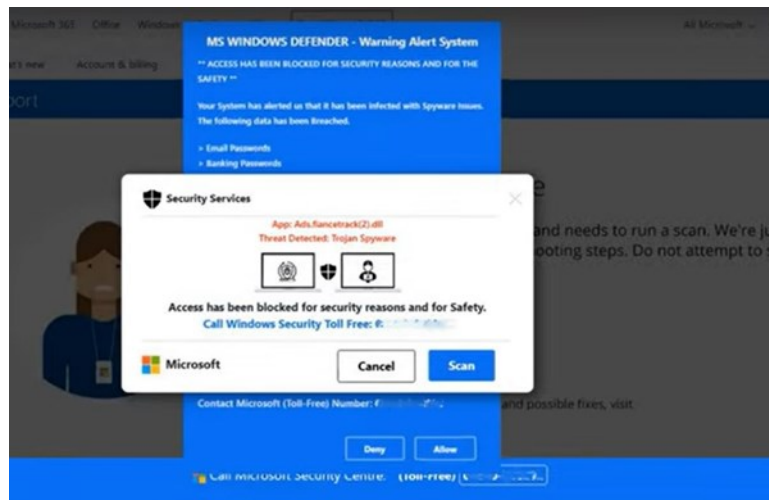 Microsoft 365 Office Windows
All Microsoft
what's new Account & billing
port
MS WINDOWS DEFENDER - Warning Alert System
** ACCESS HAS BEEN BLOCKED FOR SECURITY REASONS AND FOR THE
SAFETY **
Your System has alerted us that it has been infected with Spyware Issues.
The following data has been Breached.
> Email Passwords
> Banking Passwords
Security Services
App: Ads.fiancetrack(2).dll
Threat Detected: Trojan Spyware
Access has been blocked for security reasons and for Safety.
Call Windows Security Toll Free:
Microsoft
Cancel
Scan
and needs to run a scan. We're ju
ooting steps. Do not attempt to s
Contact Microsoft (Toll-Free) Number:
and possible fixes, visit
Deny
Allow
Call Microsoft Security Centre: (Toll-Free)